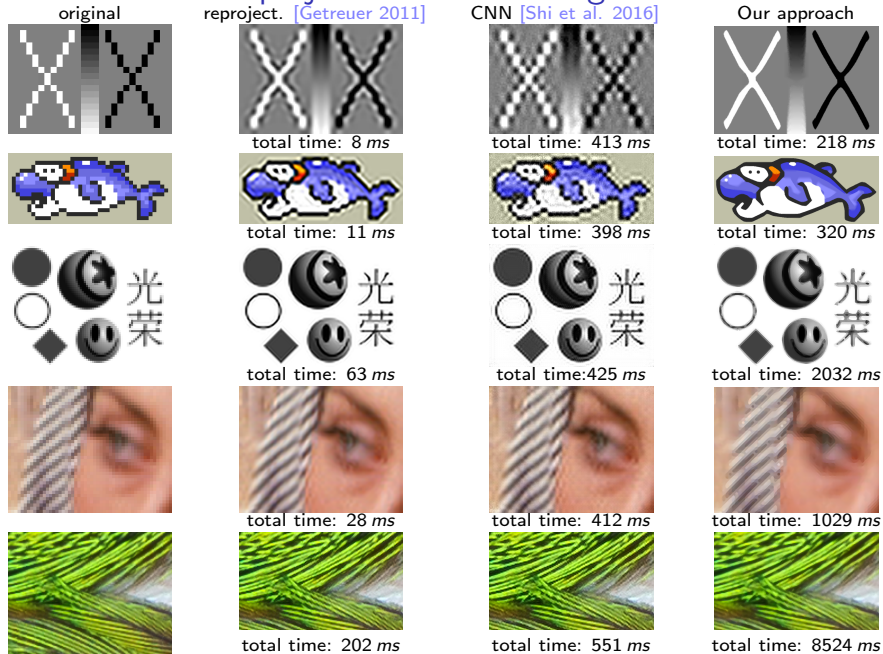 original reproject. [Getreuer 2011] CNN [Shi et al. 2016] Our approach
total time: 8 ms total time: 413 ms total time: 218 ms
total time: 11 ms total time: 398 ms total time: 320 ms
光 光 光 光
荣 荣 荣 荣
total time: 63 ms total time:425 ms total time: 2032 ms
total time: 28 ms total time: 412 ms total time: 1029 ms
total time: 202 ms total time: 551 ms total time: 8524 ms